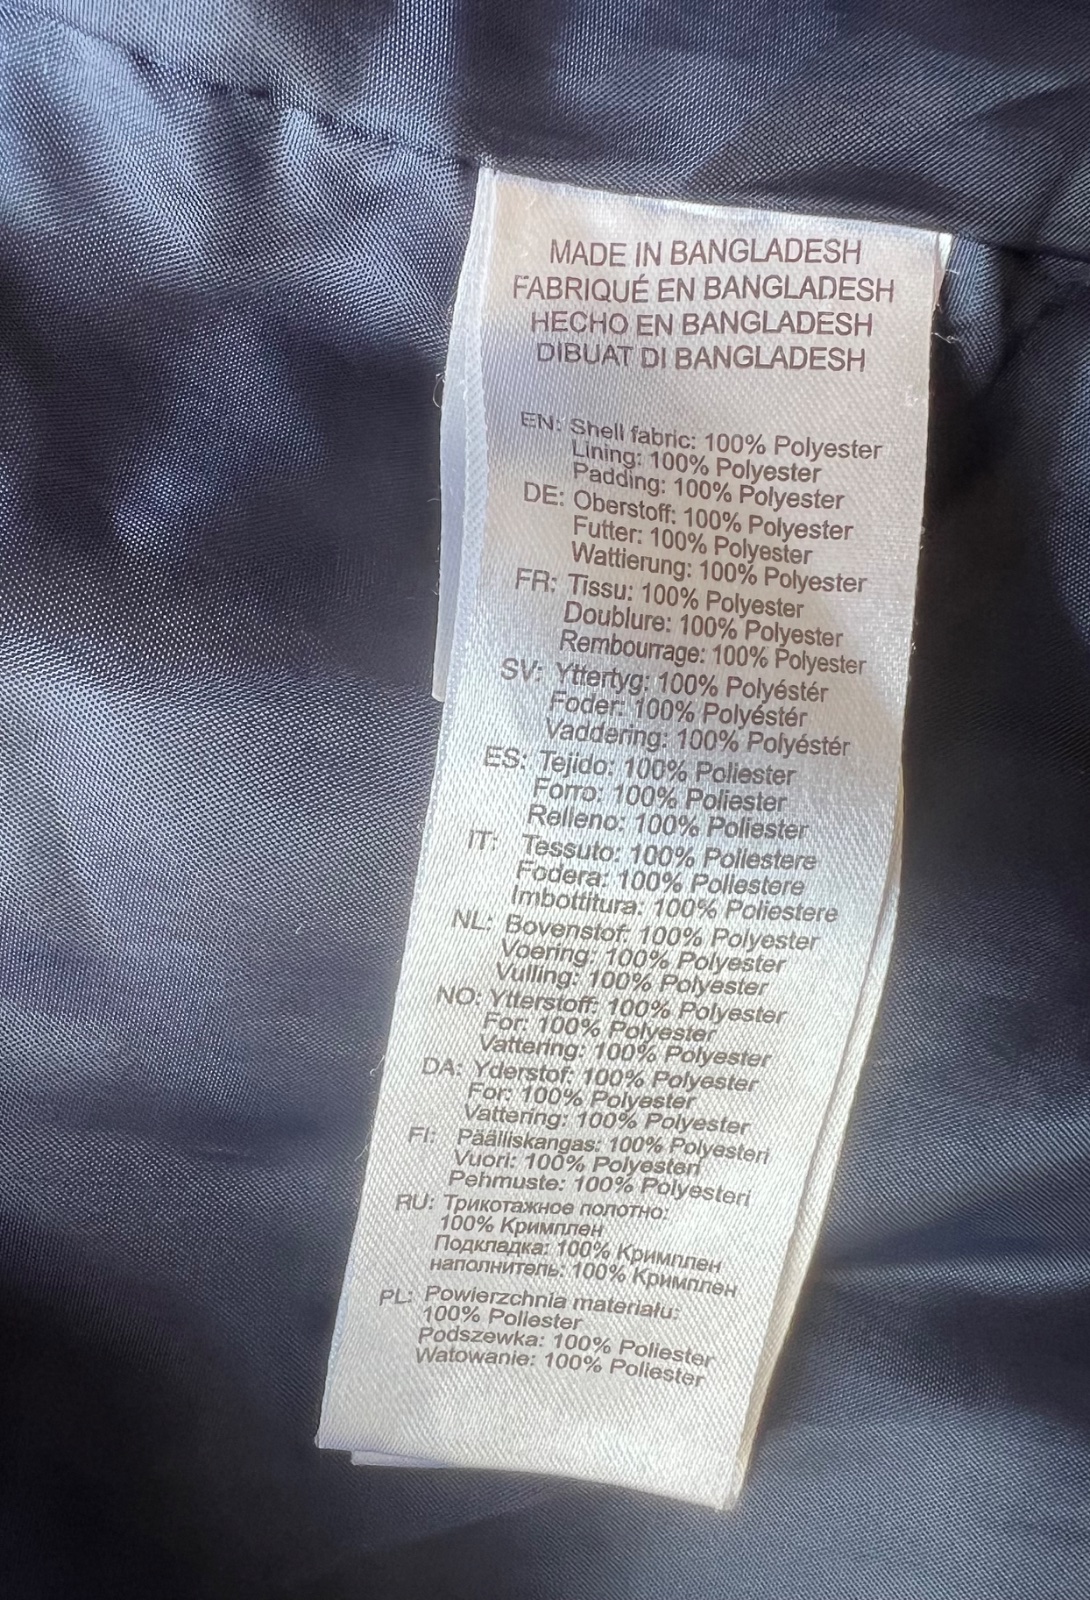 MADE IN BANGLADESH
FABRIQUÉ EN BANGLADESH
HECHO EN BANGLADESH
DIBUAT DI BANGLADESH
EN: Shell fabric: 100% Polyester
Lining: 100% Polyester
Padding: 100% Polyester
DE: Oberstoff: 100% Polyester
Futter: 100% Polyester
Wattierung: 100% Polyester
FR: Tissu: 100% Polyester
Doublure: 100% Polyester
Rembourrage: 100% Polyester
SV: Yttertyg: 100% Polyéstér
Foder: 100% Polyéstér
Vaddering: 100% Polyéstér
ES: Tejido: 100% Poliester
Forro: 100% Poliester
Relleno: 100% Poliester
IT: Tessuto: 100% Poliestere
Fodera: 100% Poliestere
Imbottitura: 100% Poliestere
NL: Bovenstof: 100% Polyester
Voering: 100% Polyester
Vulling: 100% Polyester
NO: Ytterstoff: 100% Polyester
For: 100% Polyester
Vattering: 100% Polyester
DA: Yderstof: 100% Polyester
For: 100% Polyester
Vattering: 100% Polyester
FI: Päälliskangas: 100% Polyesteri
Vuori: 100% Polyesteri
Pehmuste: 100% Polyesteri
RU: Трикотажное полотно:
100% Кримплен
Подкладка: 100% Кримплен
наполнитель: 100% Кримплен
PL: Powierzchnia materiału:
100% Poliester
Podszewka: 100% Poliester
Watowanie: 100% Poliester